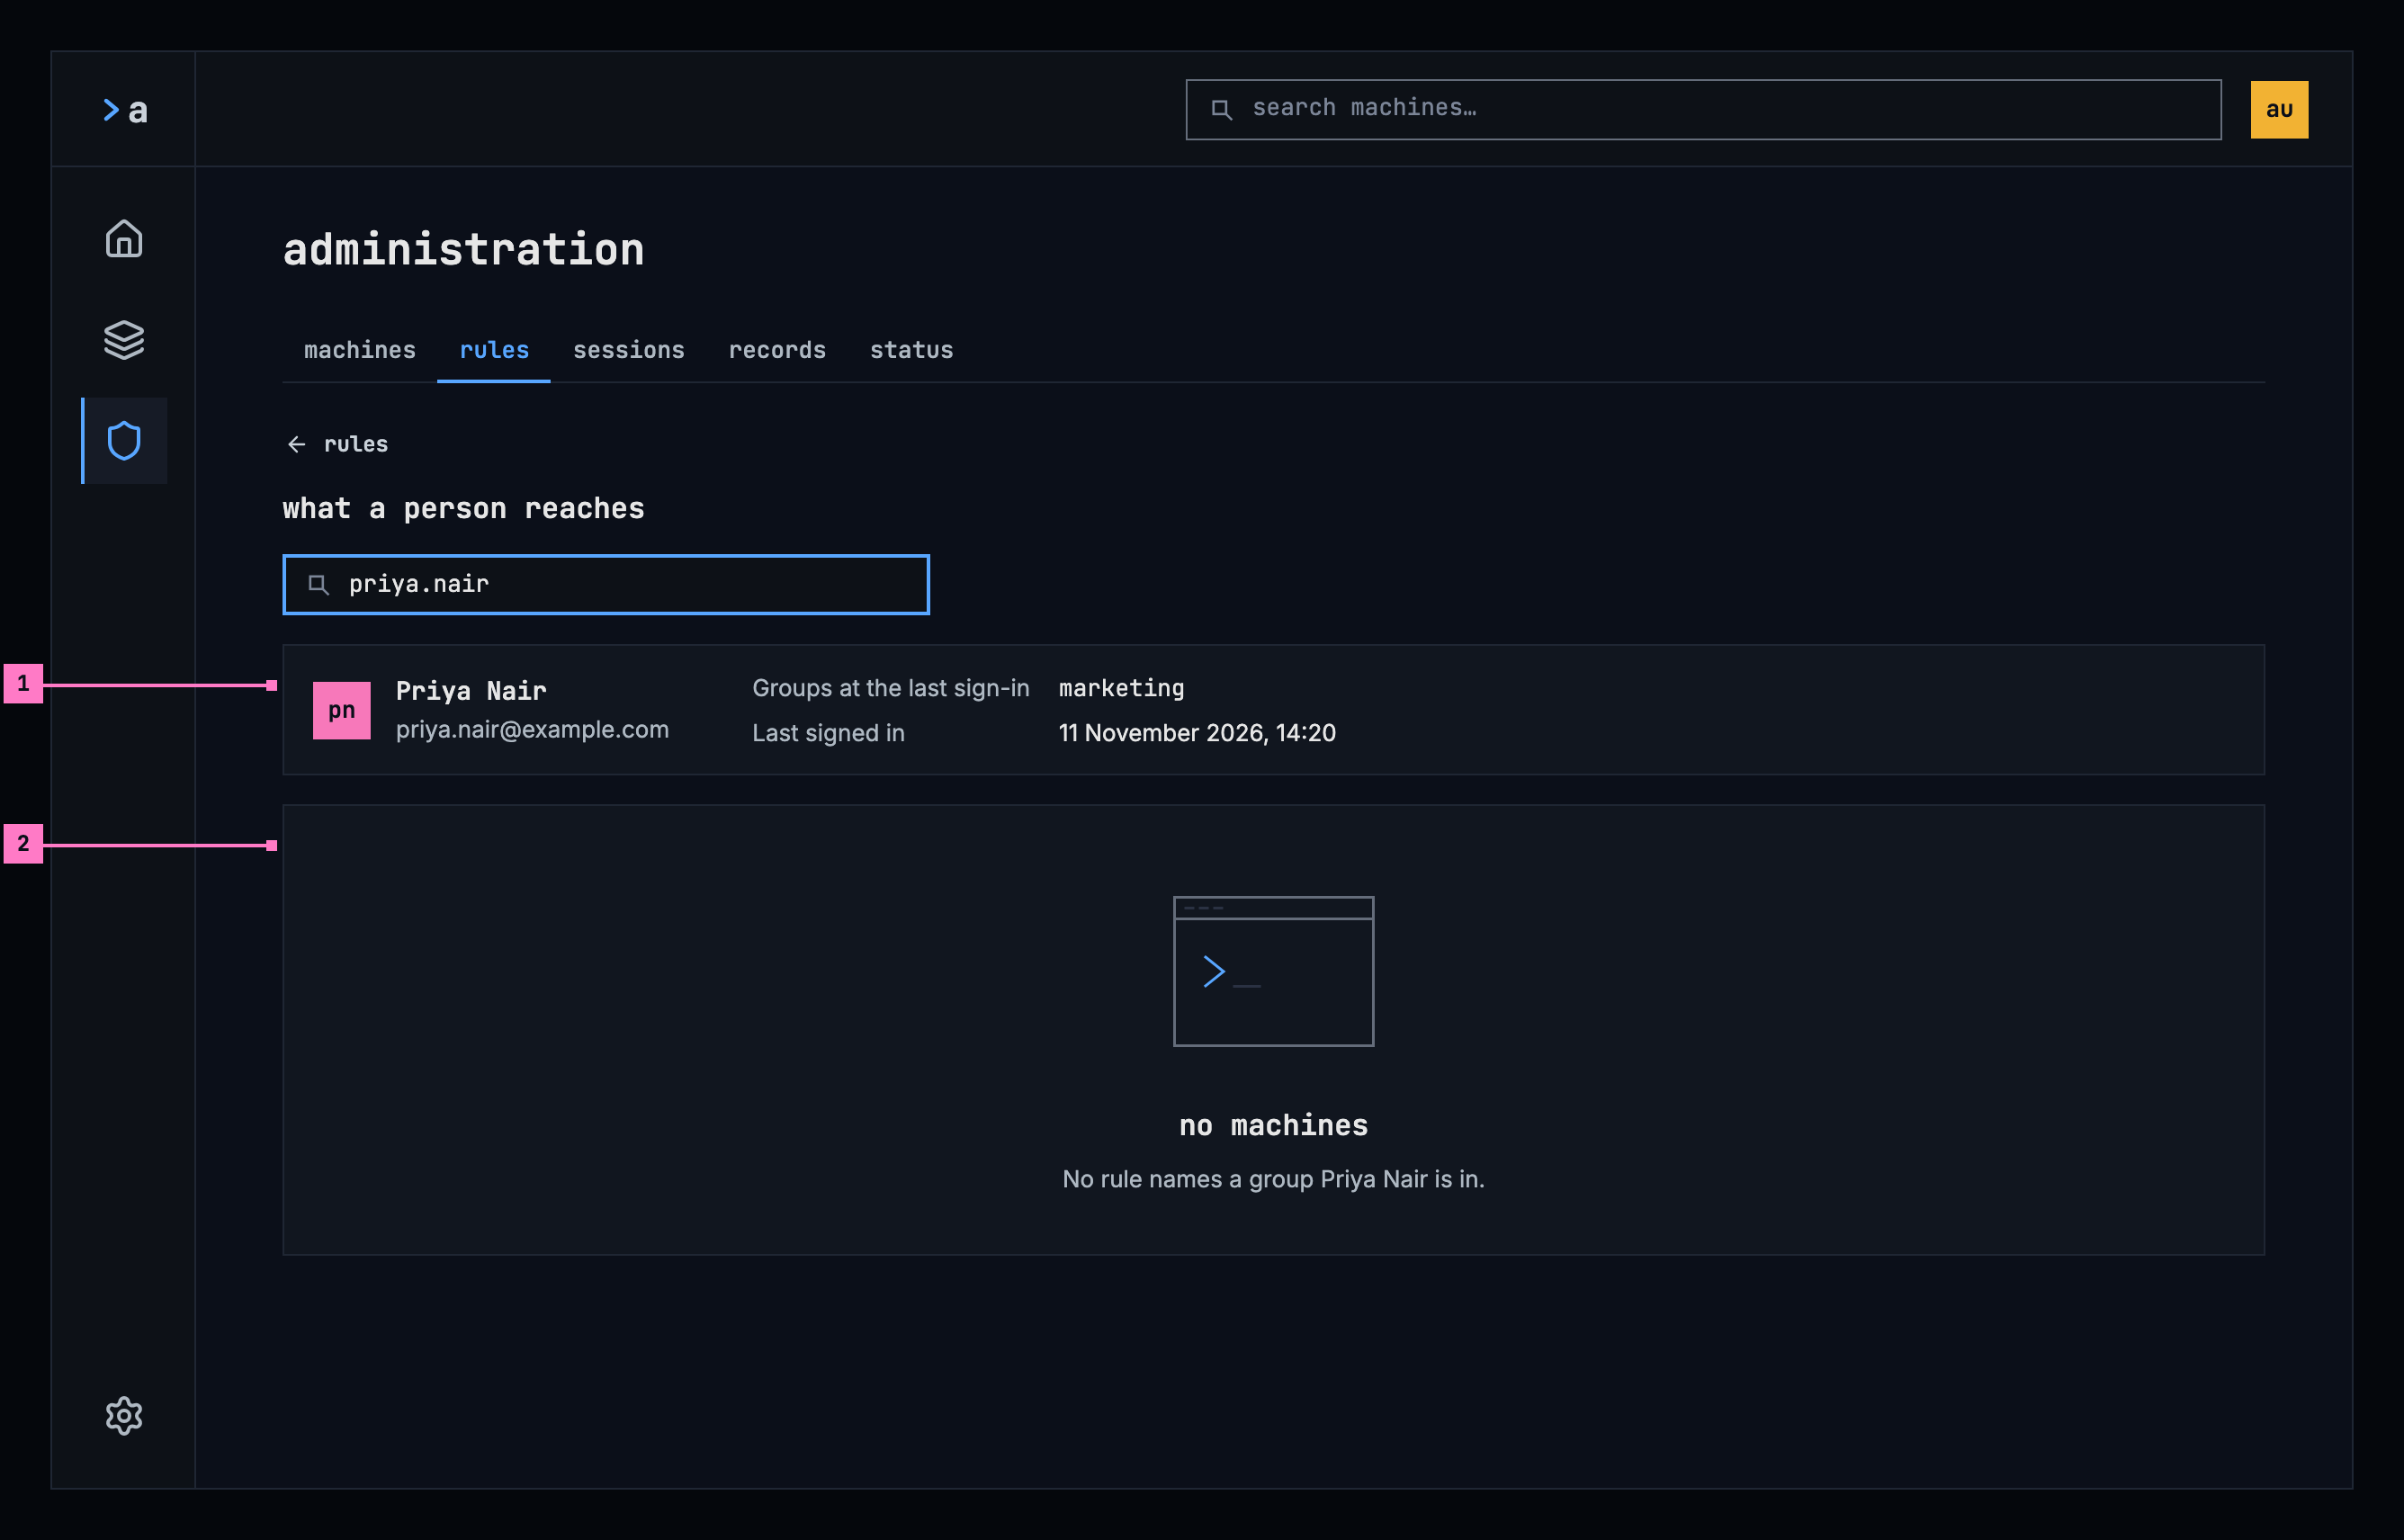 > a
search machines…
au
administration
machines rules sessions records status
← rules
what a person reaches
priya.nair
1
pn
Priya Nair
priya.nair@example.com
Groups at the last sign-in marketing
Last signed in 11 November 2026, 14:20
2
>_
no machines
No rule names a group Priya Nair is in.